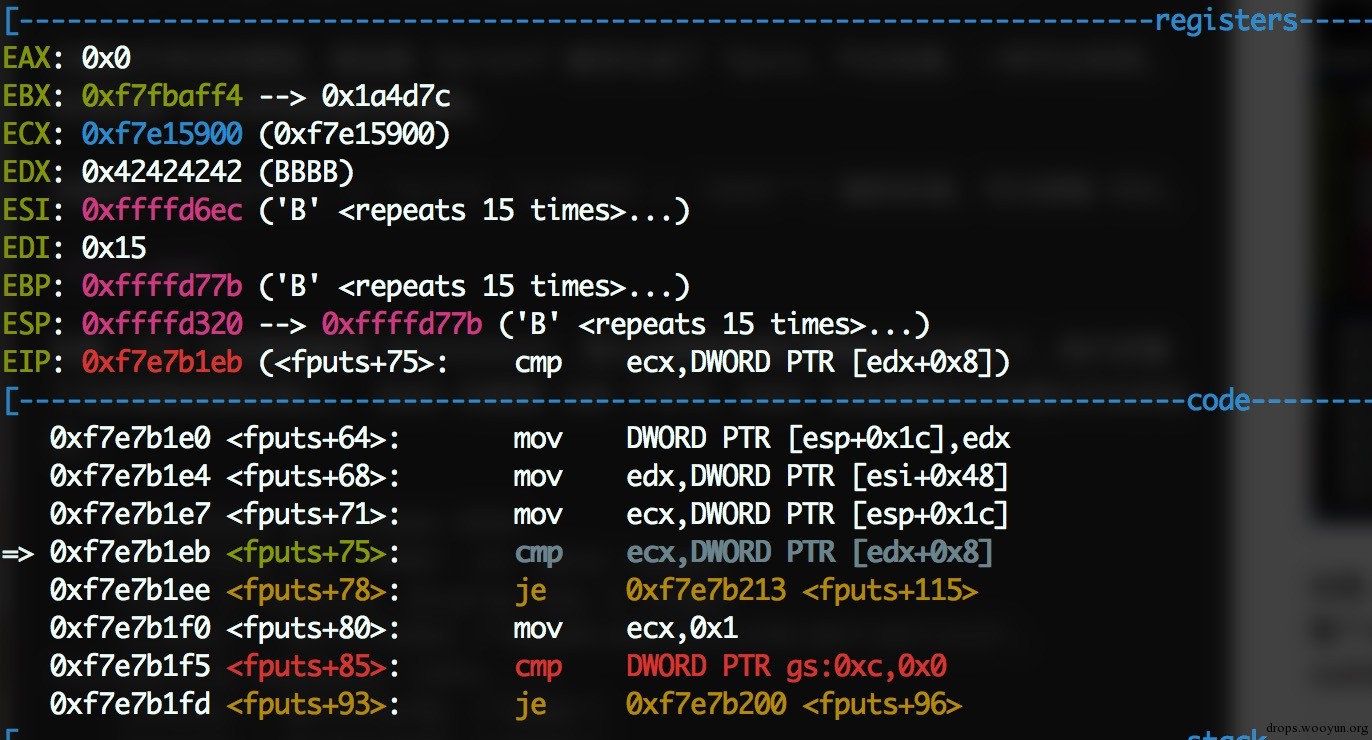 [------------------------------------------------------------------------registers-----
EAX: 0x0
EBX: 0xf7fbaff4 --> 0x1a4d7c
ECX: 0xf7e15900 (0xf7e15900)
EDX: 0x42424242 (BBBB)
ESI: 0xffffd6ec ('B' <repeats 15 times>...)
EDI: 0x15
EBP: 0xffffd77b ('B' <repeats 15 times>...)
ESP: 0xffffd320 --> 0xffffd77b ('B' <repeats 15 times>...)
EIP: 0xf7e7b1eb (<fputs+75>: cmp ecx,DWORD PTR [edx+0x8])
[--------------------------------------------------------------------------code--------
0xf7e7b1e0 <fputs+64>: mov DWORD PTR [esp+0x1c],edx
0xf7e7b1e4 <fputs+68>: mov edx,DWORD PTR [esi+0x48]
0xf7e7b1e7 <fputs+71>: mov ecx,DWORD PTR [esp+0x1c]
=> 0xf7e7b1eb <fputs+75>: cmp ecx,DWORD PTR [edx+0x8]
0xf7e7b1ee <fputs+78>: je 0xf7e7b213 <fputs+115>
0xf7e7b1f0 <fputs+80>: mov ecx,0x1
0xf7e7b1f5 <fputs+85>: cmp DWORD PTR gs:0xc,0x0
0xf7e7b1fd <fputs+93>: je 0xf7e7b200 <fputs+96>
drops.wooyun.org